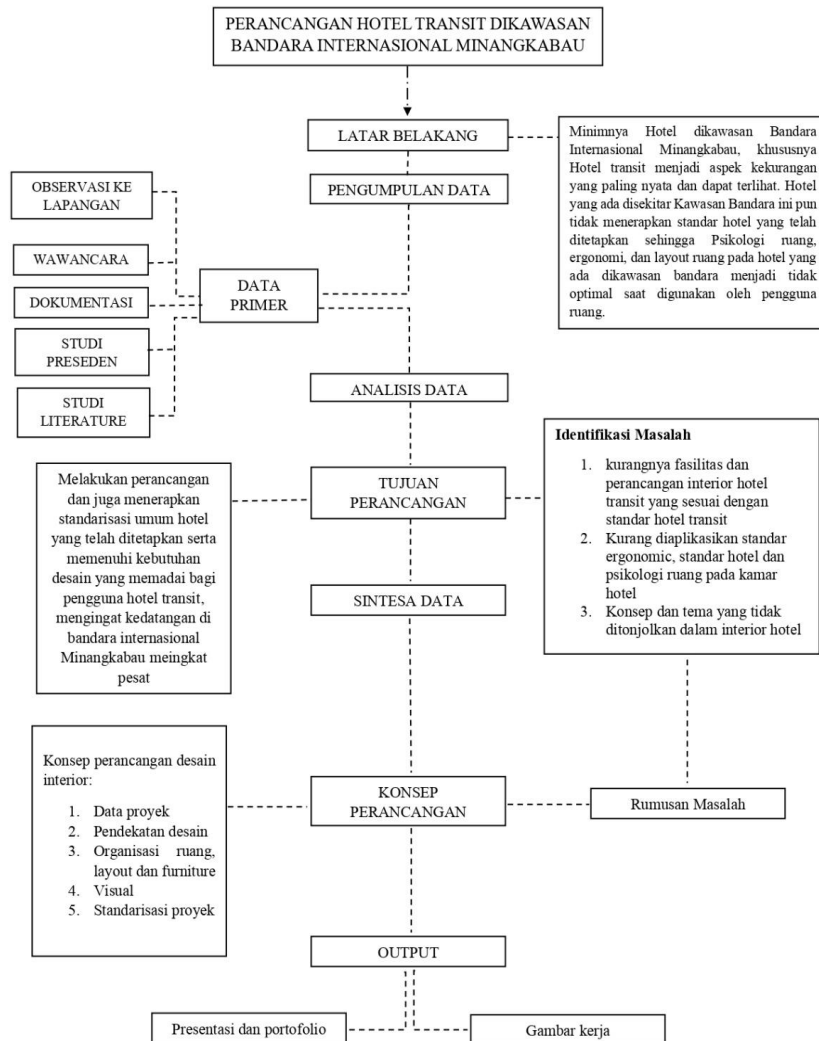 PERANCANGAN HOTEL TRANSIT DIKAWASAN
BANDARA INTERNASIONAL MINANGKABAU
LATAR BELAKANG
Minimnya Hotel dikawasan Bandara
Internasional Minangkabau, khususnya
Hotel transit menjadi aspek kekurangan
yang paling nyata dan dapat terlihat. Hotel
yang ada disekitar Kawasan Bandara ini pun
tidak menerapkan standar hotel yang telah
ditetapkan sehingga Psikologi ruang,
ergonomi, dan layout ruang pada hotel yang
ada dikawasan bandara menjadi tidak
optimal saat digunakan oleh pengguna
ruang.
PENGUMPULAN DATA
OBSERVASI KE
LAPANGAN
WAWANCARA
DOKUMENTASI
STUDI
PRESEDEN
STUDI
LITERATURE
DATA
PRIMER
ANALISIS DATA
TUJUAN
PERANCANGAN
Melakukan perancangan
dan juga menerapkan
standarisasi umum hotel
yang telah ditetapkan serta
memenuhi kebutuhan
desain yang memadai bagi
pengguna hotel transit,
mengingat kedatangan di
bandara internasional
Minangkabau meingkat
pesat
Identifikasi Masalah
1. kurangnya fasilitas dan
perancangan interior hotel
transit yang sesuai dengan
standar hotel transit
2. Kurang diaplikasikan standar
ergonomic, standar hotel dan
psikologi ruang pada kamar
hotel
3. Konsep dan tema yang tidak
ditonjolkan dalam interior hotel
SINTESA DATA
Konsep perancangan desain
interior:
1. Data proyek
2. Pendekatan desain
3. Organisasi ruang,
layout dan furniture
4. Visual
5. Standarisasi proyek
KONSEP
PERANCANGAN
Rumusan Masalah
OUTPUT
Presentasi dan portofolio
Gambar kerja